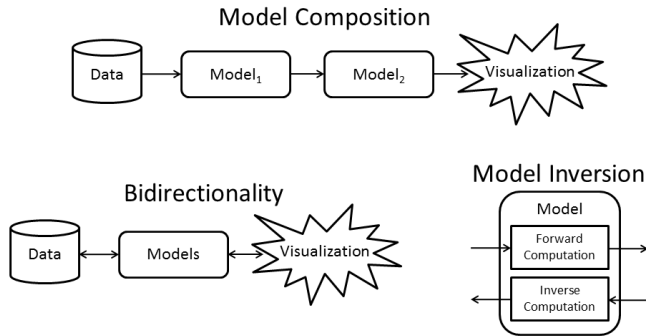 Model Composition
Data
Model₁
Model₂
Visualization
Bidirectionality
Data
Models
Visualization
Model Inversion
Model
Forward
Computation
Inverse
Computation